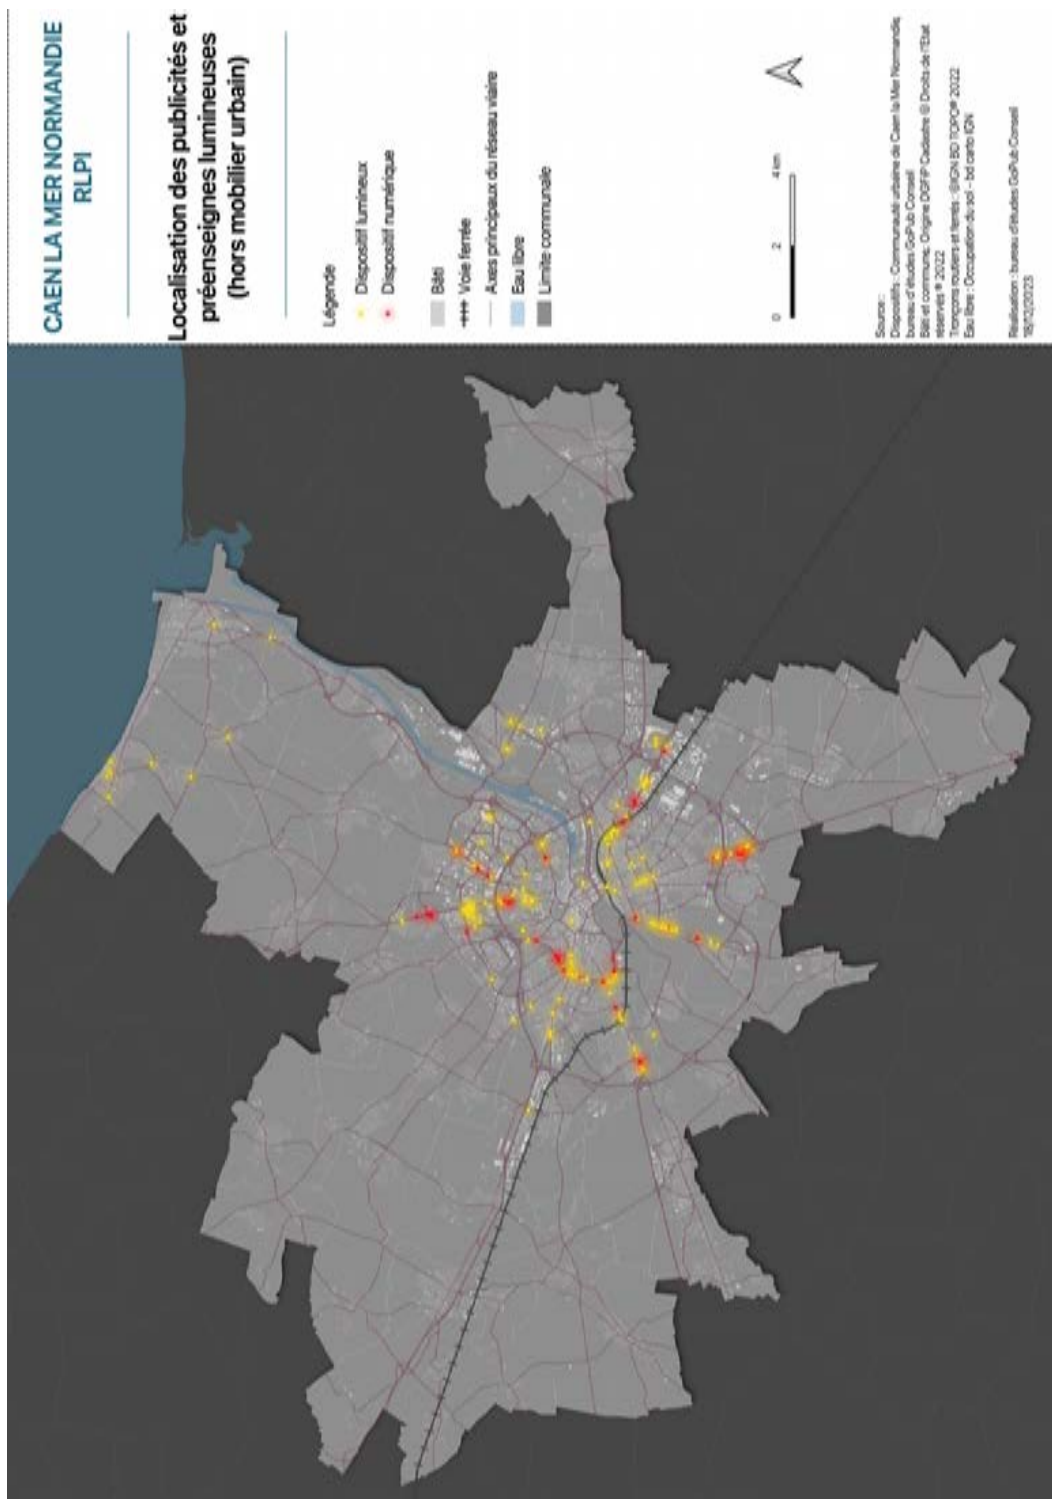 CAEN LA MER NORMANDIE
RLPI
Localisation des publicités et
préenseignes lumineuses
(hors mobilier urbain)
Légende
Dispositif lumineux
Dispositif numérique
Bâti
Voie ferrée
Axes principaux du réseau viaire
Eau libre
Limite communale
0 2 4 km
Source :
Dispositifs : Communauté urbaine de Caen la Mer Normandie,
bureau d'études GoPub Conseil
Bâti et commune : Origine DGFIP Cadastre © Droits de l'Etat
réservés ® 2022
Tronçons routiers et ferrés : ©IGN BD TOPO® 2022
Eau libre : Occupation du sol - bd carto IGN
Réalisation : bureau d'études GoPub Conseil
18/12/2023